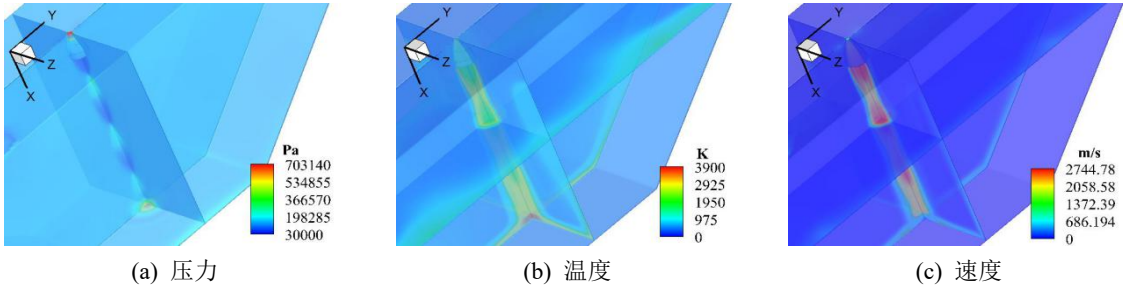 Y
Z
X
Pa
703140
534855
366570
198285
30000
(a) 压力
Y
Z
X
K
3900
2925
1950
975
0
(b) 温度
Y
Z
X
m/s
2744.78
2058.58
1372.39
686.194
0
(c) 速度